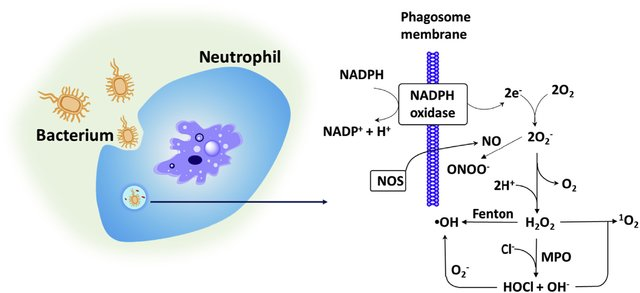 Phagosome
membrane
Neutrophil
Bacterium
NADPH
NADPH
oxidase
NADP⁺ + H⁺
2e⁻
2O₂
NO
2O₂⁻
ONOO⁻
NOS
2H⁺
O₂
•OH
Fenton
H₂O₂
¹O₂
Cl⁻
MPO
O₂⁻
HOCl + OH⁻